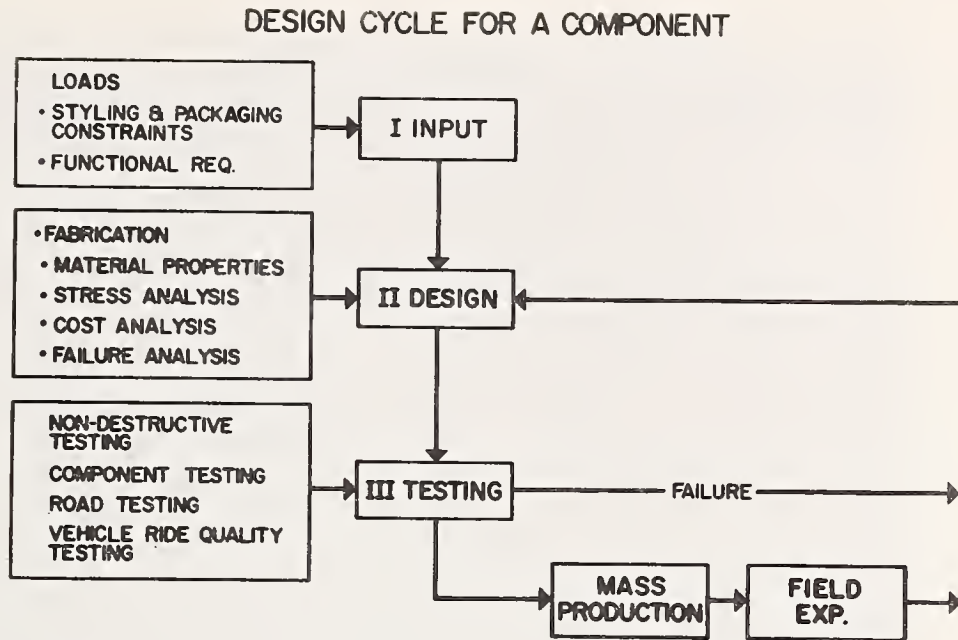 DESIGN CYCLE FOR A COMPONENT
LOADS
• STYLING & PACKAGING
CONSTRAINTS
• FUNCTIONAL REQ.
I INPUT
• FABRICATION
• MATERIAL PROPERTIES
• STRESS ANALYSIS
• COST ANALYSIS
• FAILURE ANALYSIS
II DESIGN
NON-DESTRUCTIVE
TESTING
COMPONENT TESTING
ROAD TESTING
VEHICLE RIDE QUALITY
TESTING
III TESTING
FAILURE
MASS
PRODUCTION
FIELD
EXP.